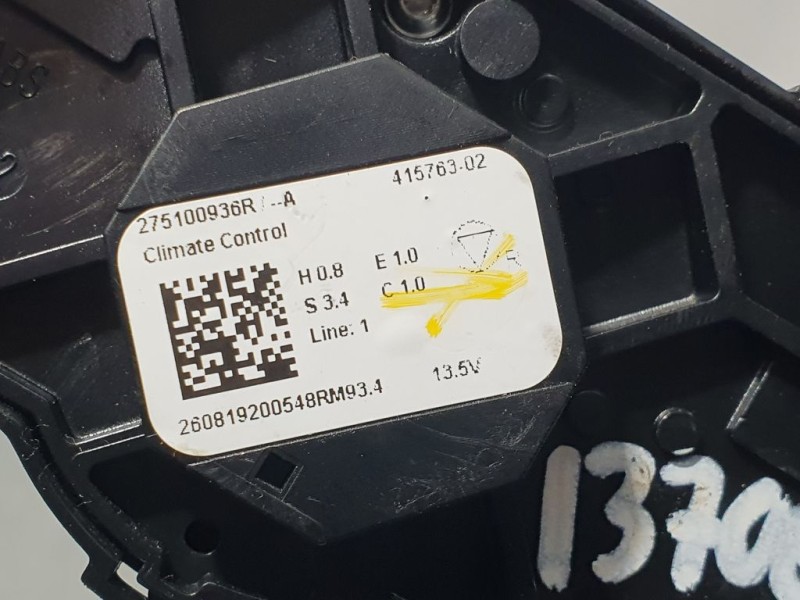 ABS
275100936R/--A
415763-02
Climate Control
H 0.8
E 1.0
S 3.4
C 1.0
Line: 1
13.5V
260819200548RM93.4